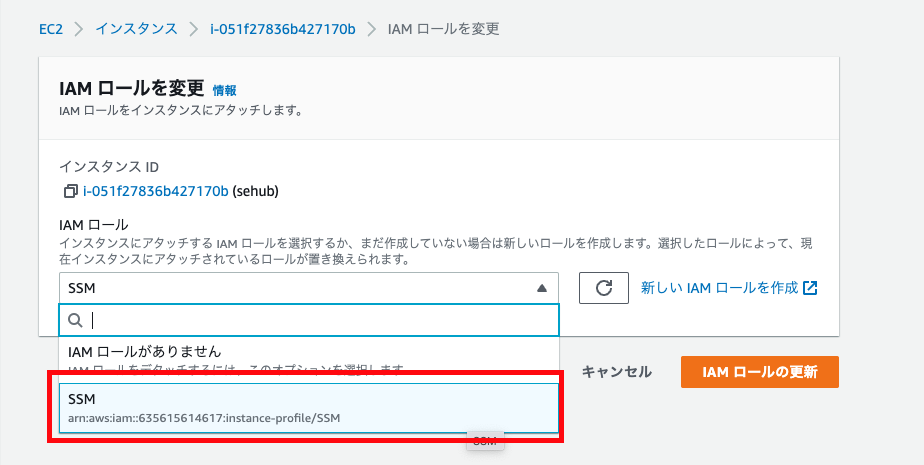 EC2 > インスタンス > i-051f27836b427170b > IAM ロールを変更
IAM ロールを変更 情報
IAM ロールをインスタンスにアタッチします。
インスタンス ID
i-051f27836b427170b (sehub)
IAM ロール
インスタンスにアタッチする IAM ロールを選択するか、まだ作成していない場合は新しいロールを作成します。選択したロールによって、現
在インスタンスにアタッチされているロールが置き換えられます。
SSM
新しい IAM ロールを作成
IAM ロールがありません
IAM ロールをデタッチするには、このオプションを選択します。
キャンセル
IAM ロールの更新
SSM
arn:aws:iam::635615614617:instance-profile/SSM
SSM